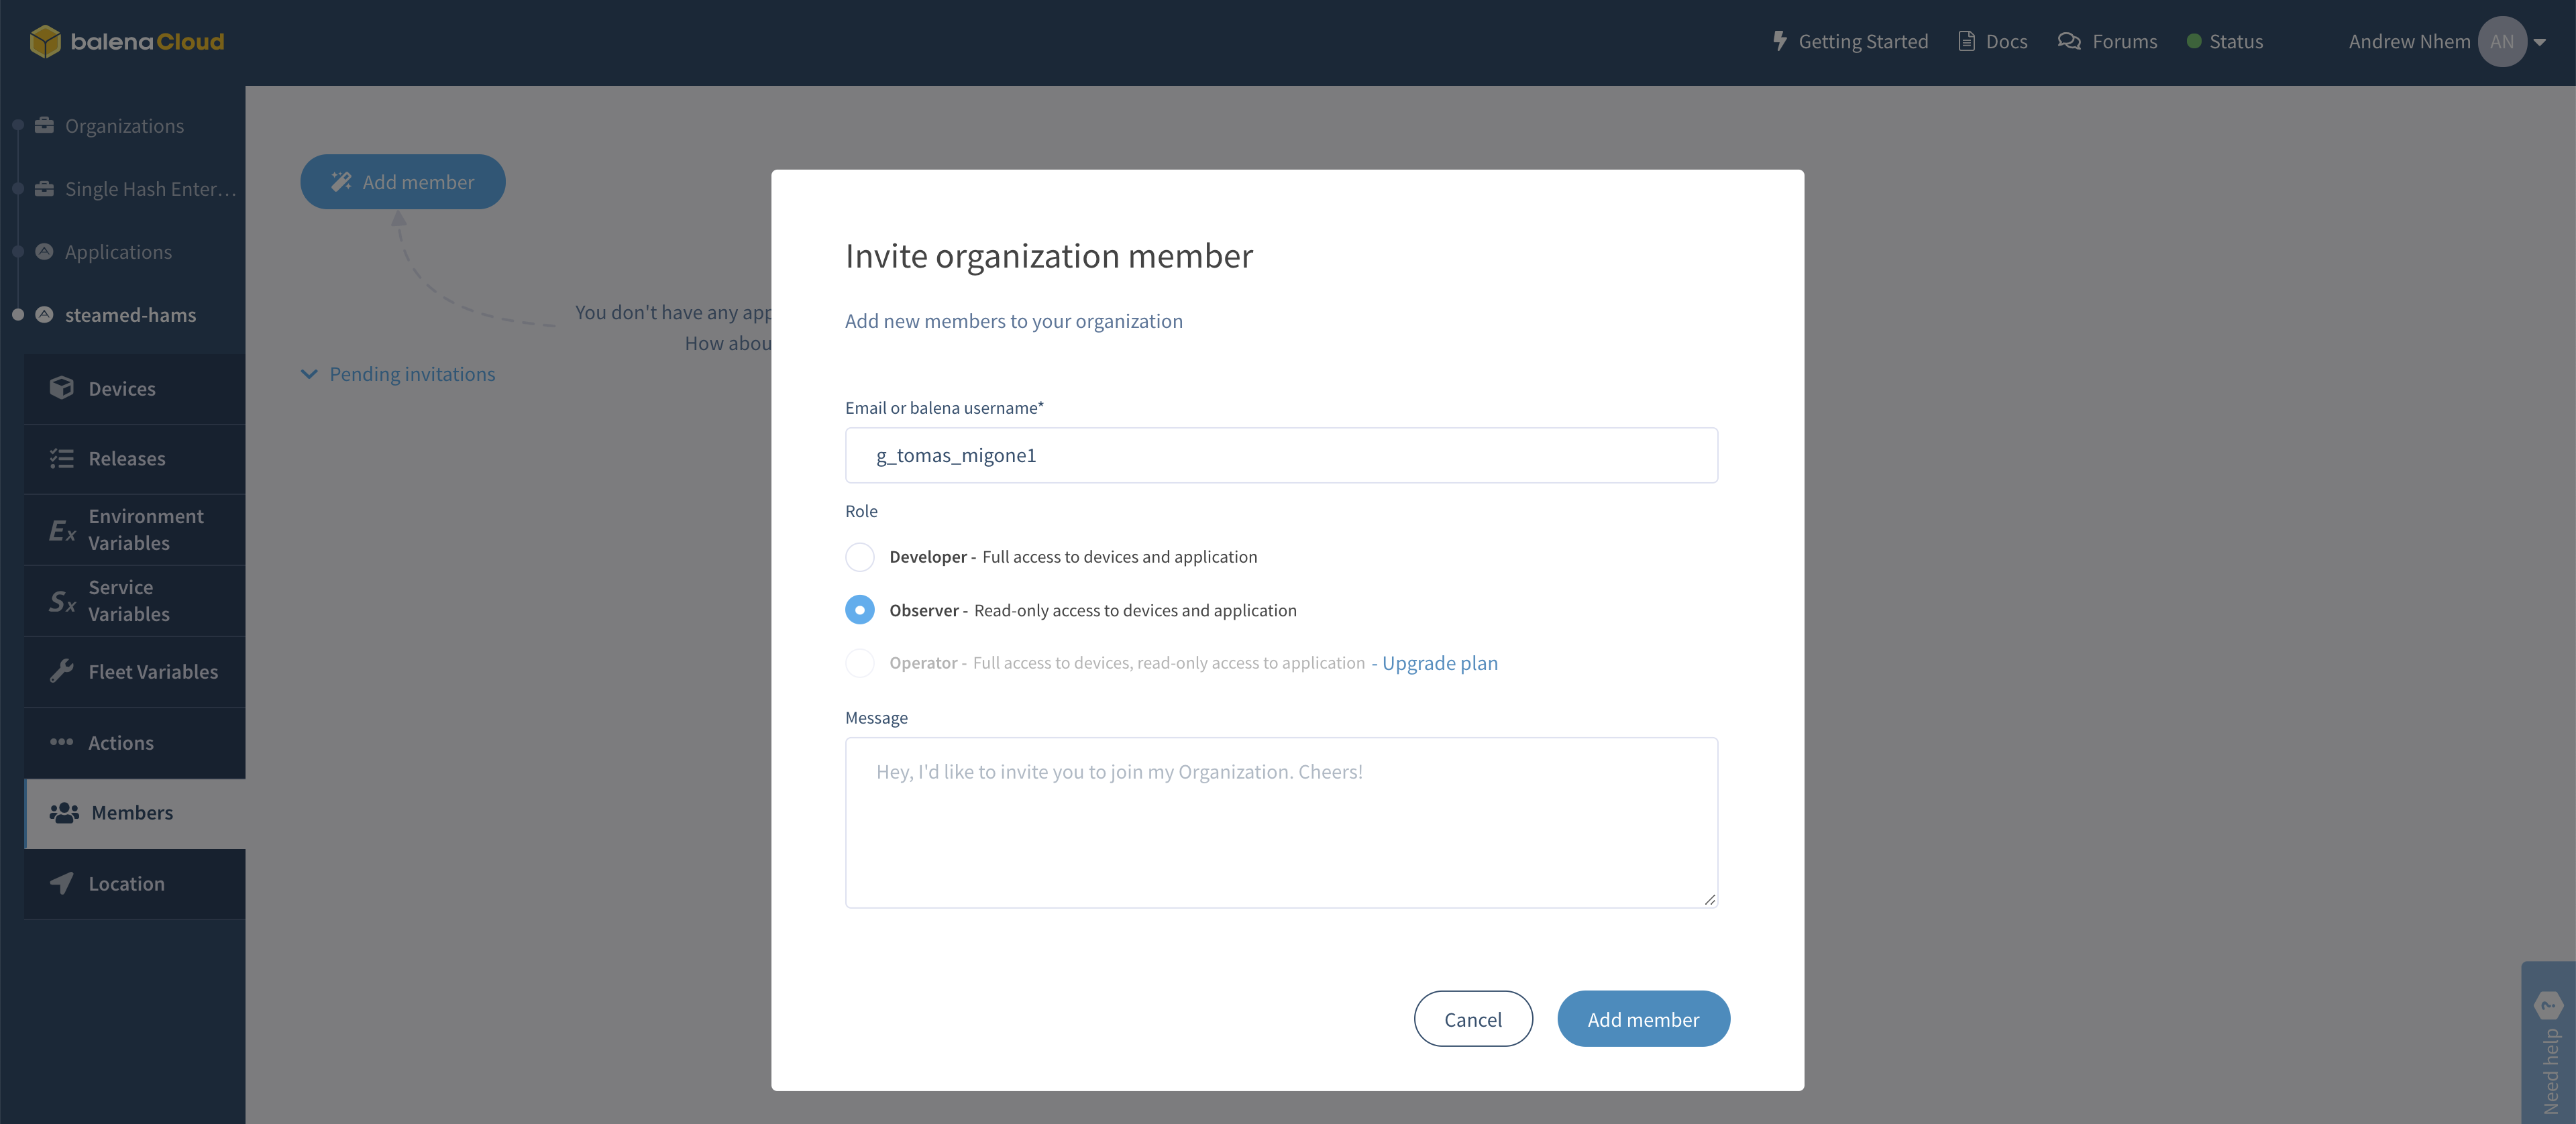 balenaCloud
Getting Started
Docs
Forums
Status
Andrew Nhem
AN
Organizations
Single Hash Enter...
Applications
steamed-hams
Devices
Releases
Ex Environment
Variables
Sx Service
Variables
Fleet Variables
Actions
Members
Location
Add member
You don't have any app
How abou
Pending invitations
Invite organization member
Add new members to your organization
Email or balena username*
g_tomas_migone1
Role
Developer - Full access to devices and application
Observer - Read-only access to devices and application
Operator - Full access to devices, read-only access to application - Upgrade plan
Message
Hey, I'd like to invite you to join my Organization. Cheers!
Cancel
Add member
Need help
?